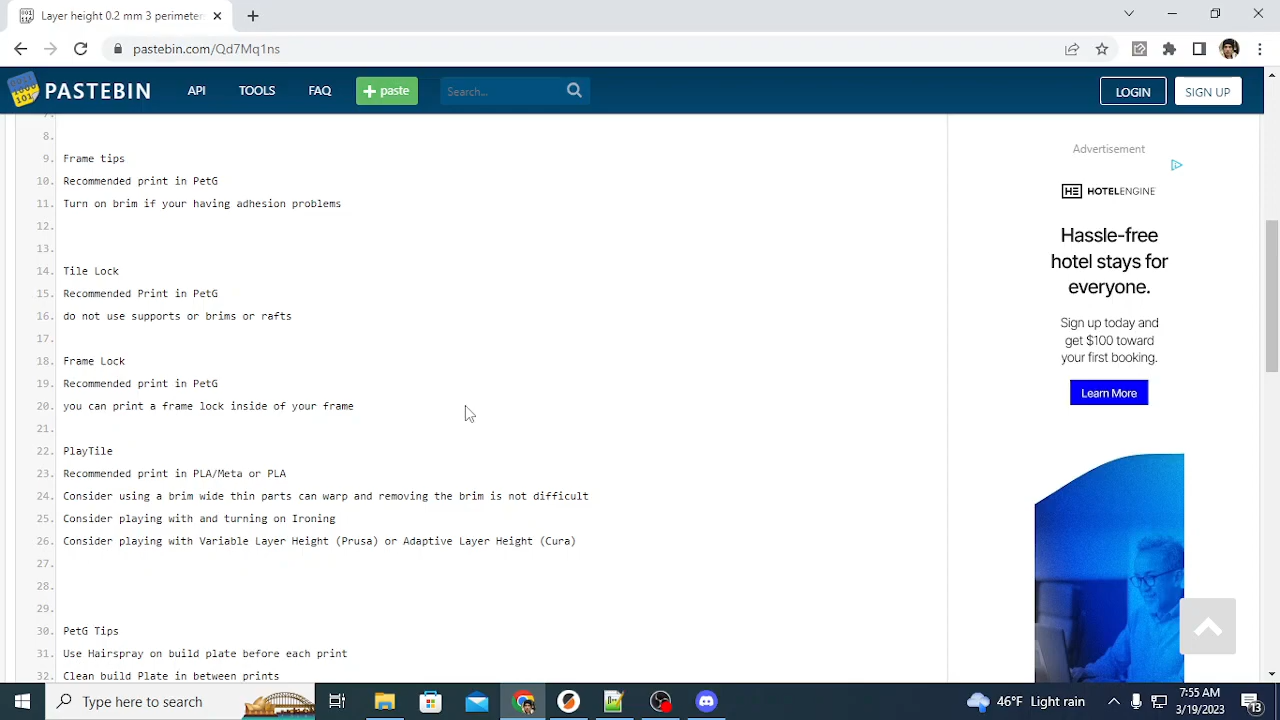 Layer height 0.2 mm 3 perimeter
pastebin.com/Qd7Mq1ns
PASTEBIN
API
TOOLS
FAQ
+ paste
Search...
LOGIN
SIGN UP
7.
8.
9. Frame tips
10. Recommended print in PetG
11. Turn on brim if your having adhesion problems
12.
13.
14. Tile Lock
15. Recommended Print in PetG
16. do not use supports or brims or rafts
17.
18. Frame Lock
19. Recommended print in PetG
20. you can print a frame lock inside of your frame
21.
22. PlayTile
23. Recommended print in PLA/Meta or PLA
24. Consider using a brim wide thin parts can warp and removing the brim is not difficult
25. Consider playing with and turning on Ironing
26. Consider playing with Variable Layer Height (Prusa) or Adaptive Layer Height (Cura)
27.
28.
29.
30. PetG Tips
31. Use Hairspray on build plate before each print
32. Clean build Plate in between prints
Advertisement
HE HOTELENGINE
Hassle-free
hotel stays for
everyone.
Sign up today and
get $100 toward
your first booking.
Learn More
Type here to search
46°F Light rain
7:55 AM
3/19/2023
13